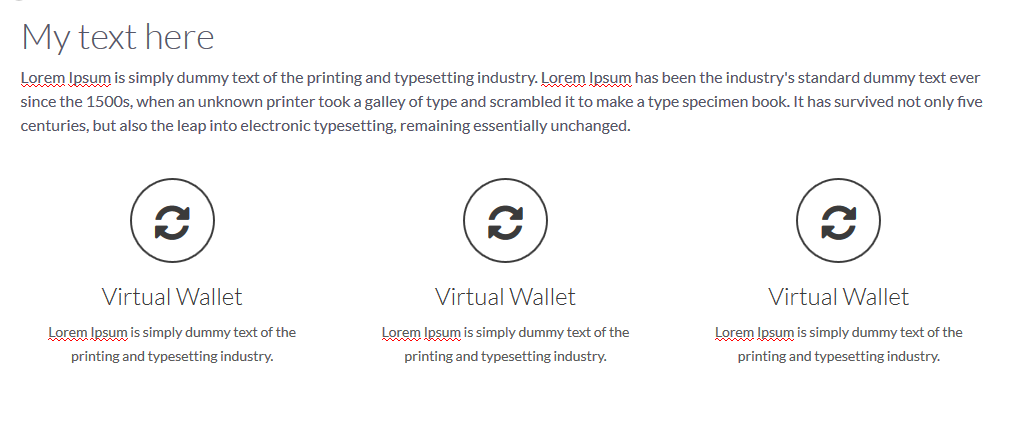 My text here
Lorem Ipsum is simply dummy text of the printing and typesetting industry. Lorem Ipsum has been the industry's standard dummy text ever
since the 1500s, when an unknown printer took a galley of type and scrambled it to make a type specimen book. It has survived not only five
centuries, but also the leap into electronic typesetting, remaining essentially unchanged.
Virtual Wallet
Lorem Ipsum is simply dummy text of the
printing and typesetting industry.
Virtual Wallet
Lorem Ipsum is simply dummy text of the
printing and typesetting industry.
Virtual Wallet
Lorem Ipsum is simply dummy text of the
printing and typesetting industry.